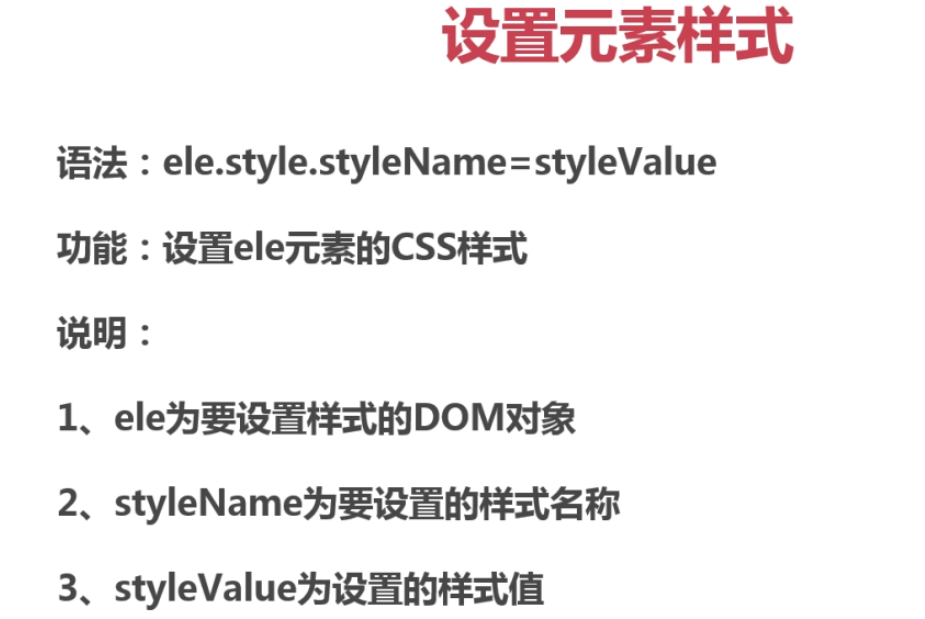 设置元素样式
语法：ele.style.styleName=styleValue
功能：设置ele元素的CSS样式
说明：
1、ele为要设置样式的DOM对象
2、styleName为要设置的样式名称
3、styleValue为设置的样式值